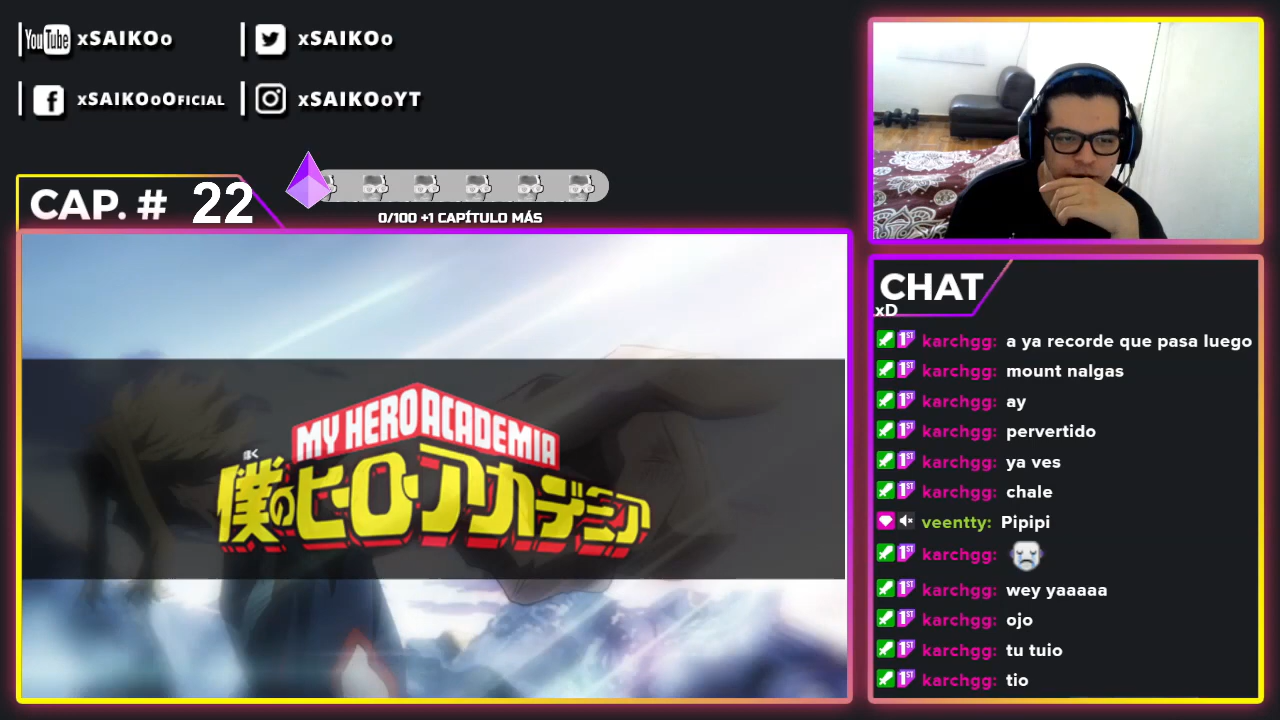 YouTube xSAIKOo
xSAIKOo
xSAIKOoOficial
xSAIKOoYT
CAP. # 22
0/100 +1 CAPÍTULO MÁS
MY HERO ACADEMIA
ぼく
僕のヒーローアカデミア
CHAT
xD
karchgg: a ya recorde que pasa luego
karchgg: mount nalgas
karchgg: ay
karchgg: pervertido
karchgg: ya ves
karchgg: chale
veentty: Pipipi
karchgg:
karchgg: wey yaaaaa
karchgg: ojo
karchgg: tu tuio
karchgg: tio